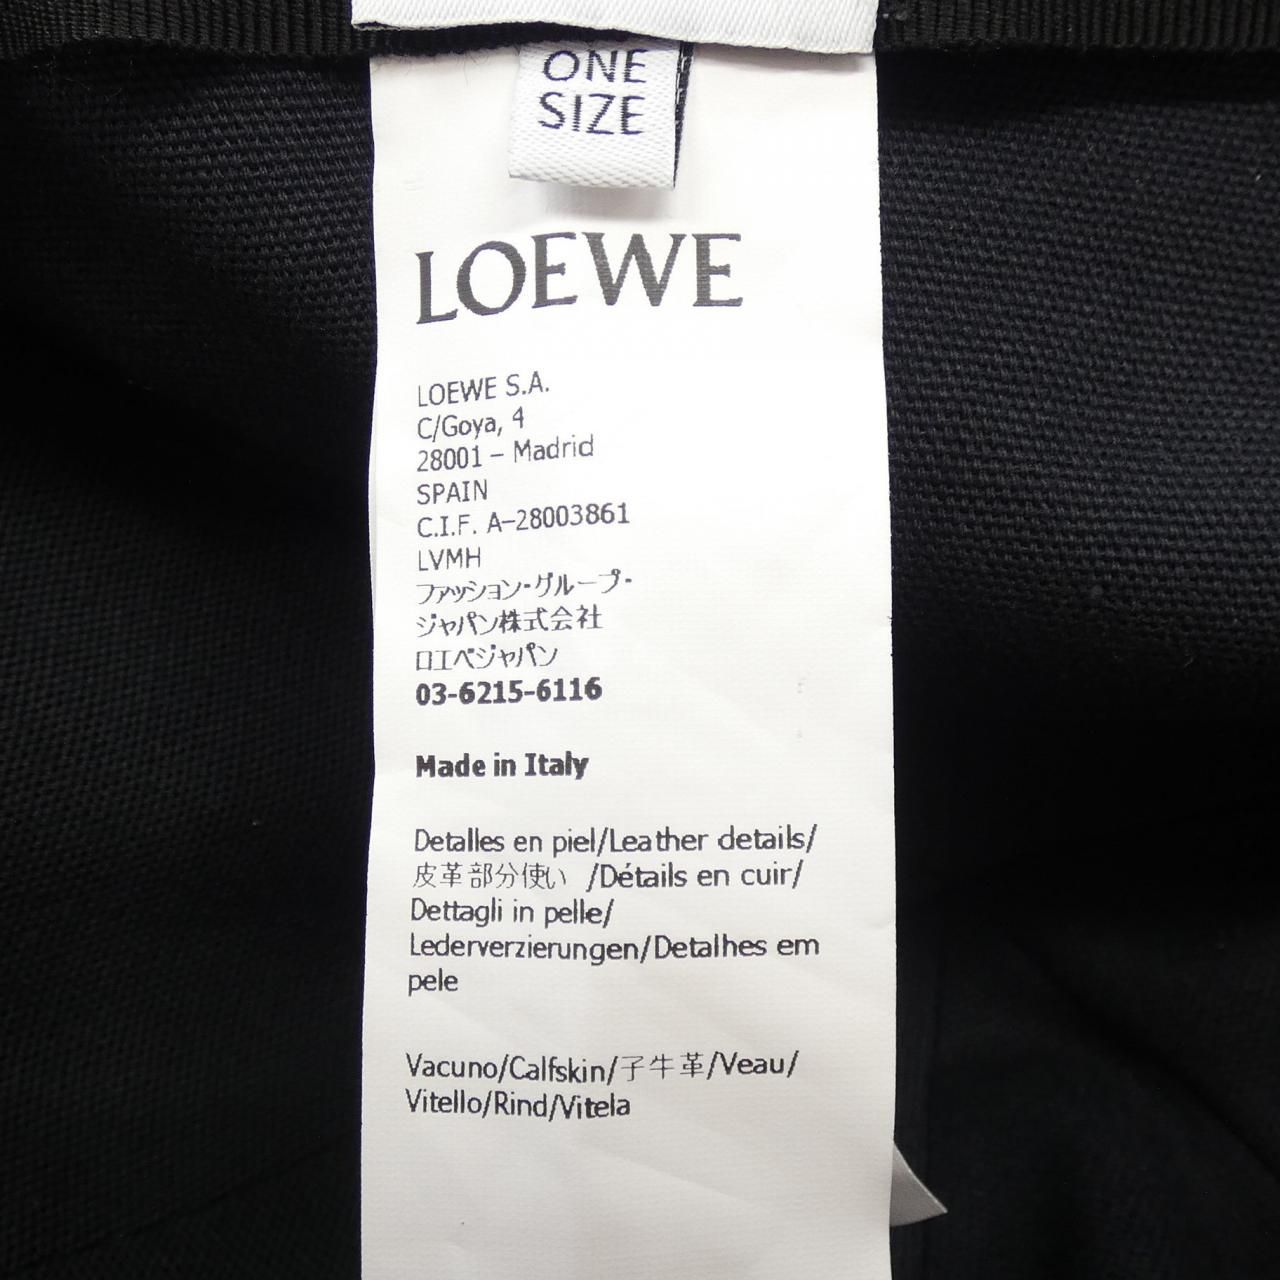 ONE
SIZE
LOEWE
LOEWE S.A.
C/Goya, 4
28001 – Madrid
SPAIN
C.I.F. A-28003861
LVMH
ファッション・グループ・
ジャパン株式会社
ロエベジャパン
03-6215-6116
Made in Italy
Detalles en piel/Leather details/
皮革部分使い /Détails en cuir/
Dettagli in pelle/
Lederverzierungen/Detalhes em
pele
Vacuno/Calfskin/子牛革/Veau/
Vitello/Rind/Vitela